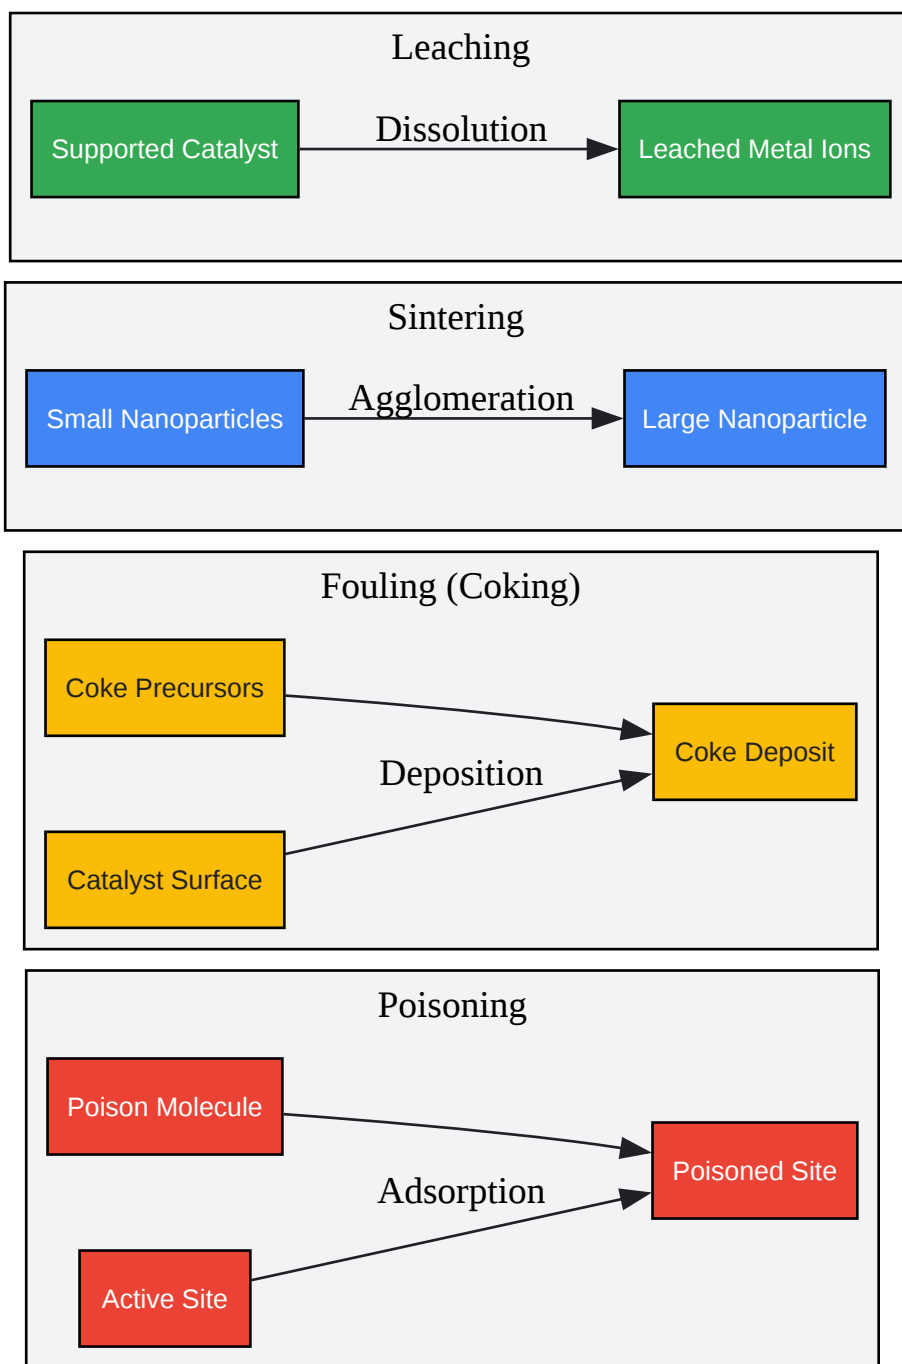 Leaching
Supported Catalyst
Dissolution
Leached Metal Ions
Sintering
Small Nanoparticles
Agglomeration
Large Nanoparticle
Fouling (Coking)
Coke Precursors
Coke Deposit
Deposition
Catalyst Surface
Poisoning
Poison Molecule
Poisoned Site
Adsorption
Active Site